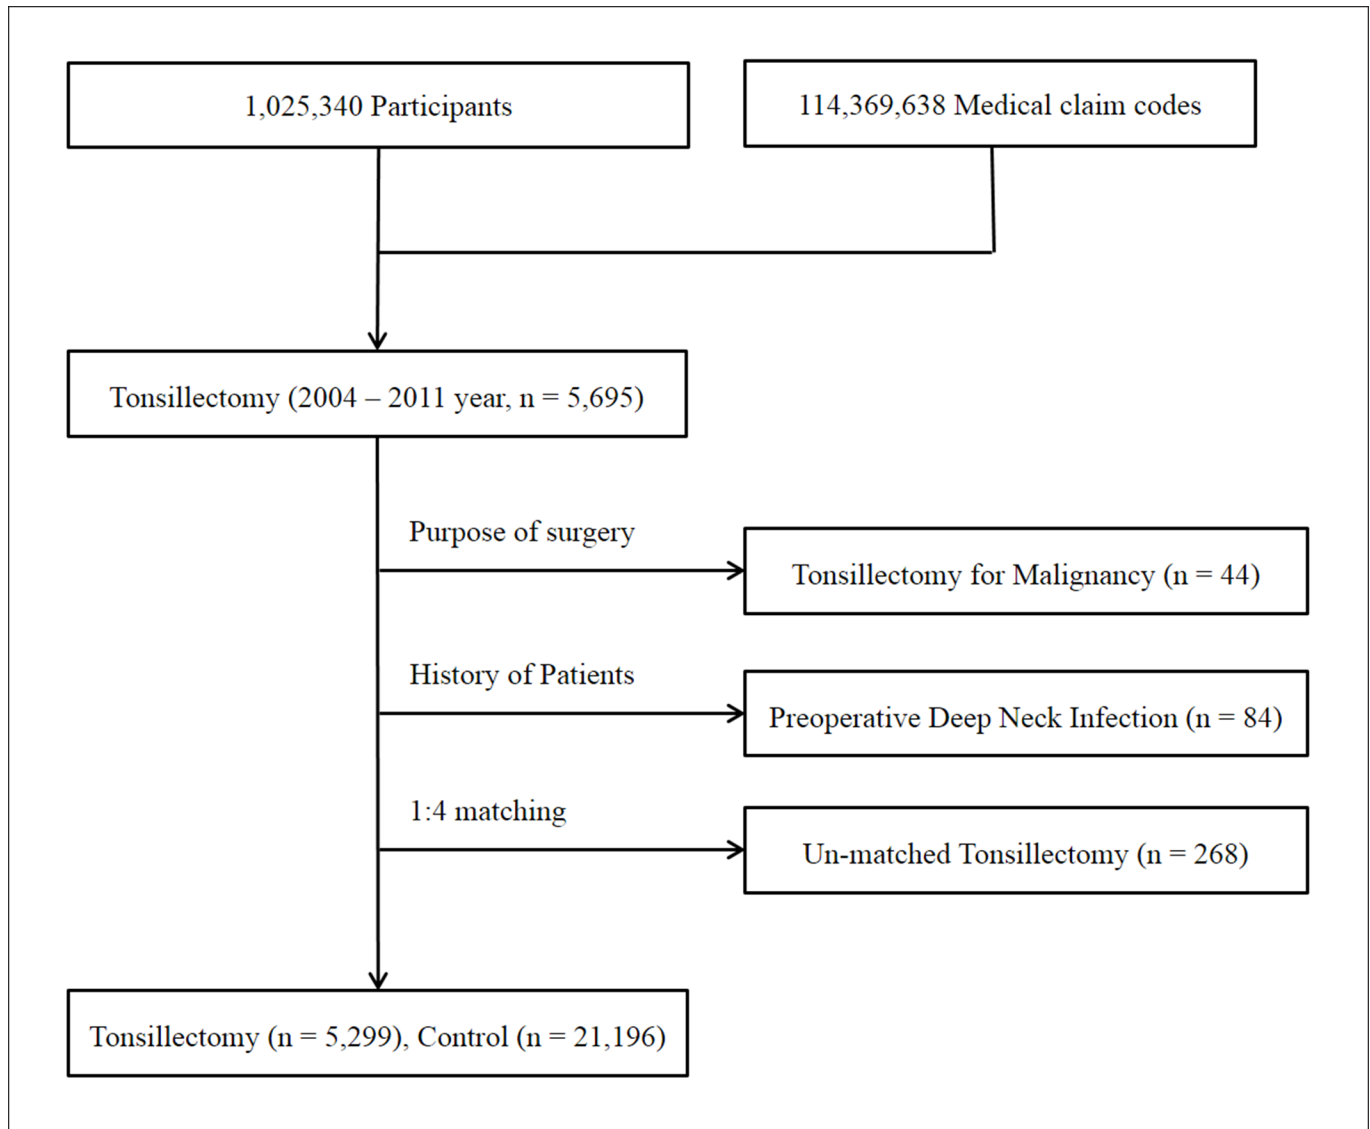 1,025,340 Participants
114,369,638 Medical claim codes
Tonsillectomy (2004 – 2011 year, n = 5,695)
Purpose of surgery
Tonsillectomy for Malignancy (n = 44)
History of Patients
Preoperative Deep Neck Infection (n = 84)
1:4 matching
Un-matched Tonsillectomy (n = 268)
Tonsillectomy (n = 5,299), Control (n = 21,196)